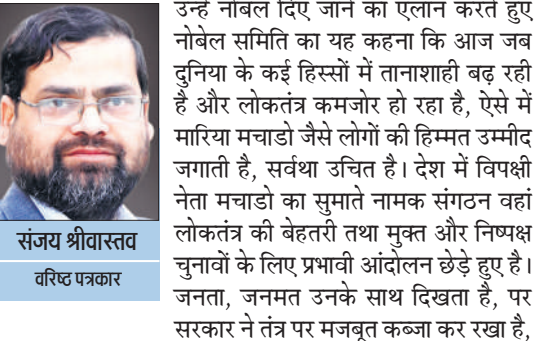 उन्हें नोबल दिए जाने का एलान करते हुए
नोबेल समिति का यह कहना कि आज जब
दुनिया के कई हिस्सों में तानाशाही बढ़ रही
है और लोकतंत्र कमजोर हो रहा है, ऐसे में
मारिया मचाडो जैसे लोगों की हिम्मत उम्मीद
जगाती है, सर्वथा उचित है। देश में विपक्षी
नेता मचाडो का सुमाते नामक संगठन वहां
लोकतंत्र की बेहतरी तथा मुक्त और निष्पक्ष
चुनावों के लिए प्रभावी आंदोलन छेड़े हुए है।
जनता, जनमत उनके साथ दिखता है, पर
सरकार ने तंत्र पर मजबूत कब्जा कर रखा है,
संजय श्रीवास्तव
वरिष्ठ पत्रकार